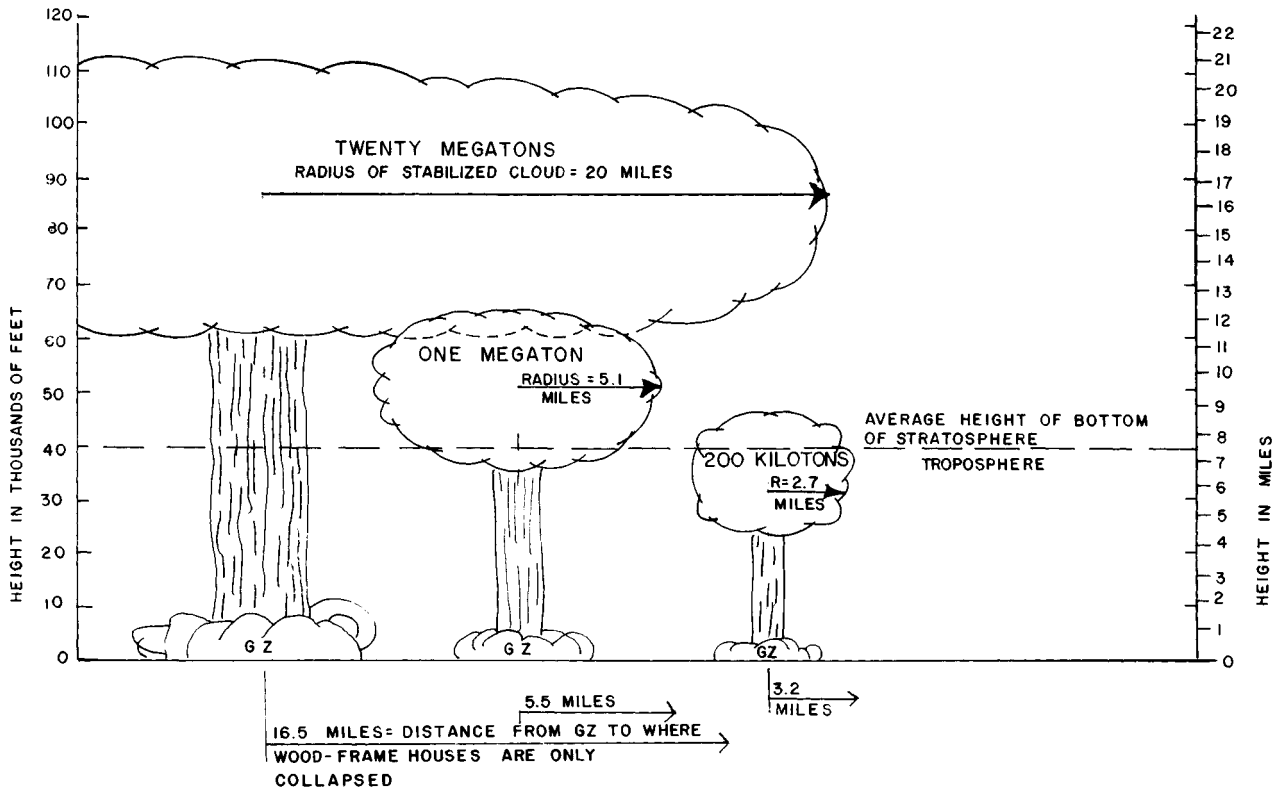 HEIGHT IN THOUSANDS OF FEET
120
110
100
90
80
70
60
50
40
30
20
10
0
TWENTY MEGATONS
RADIUS OF STABILIZED CLOUD = 20 MILES
ONE MEGATON
RADIUS = 5.1
MILES
200 KILOTONS
R=2.7
MILES
AVERAGE HEIGHT OF BOTTOM
OF STRATOSPHERE
TROPOSPHERE
GZ
GZ
GZ
22
21
20
19
18
17
16
15
14
13
12
11
10
9
8
7
6
5
4
3
2
1
0
HEIGHT IN MILES
3.2
MILES
5.5 MILES
16.5 MILES= DISTANCE FROM GZ TO WHERE
WOOD-FRAME HOUSES ARE ONLY
COLLAPSED